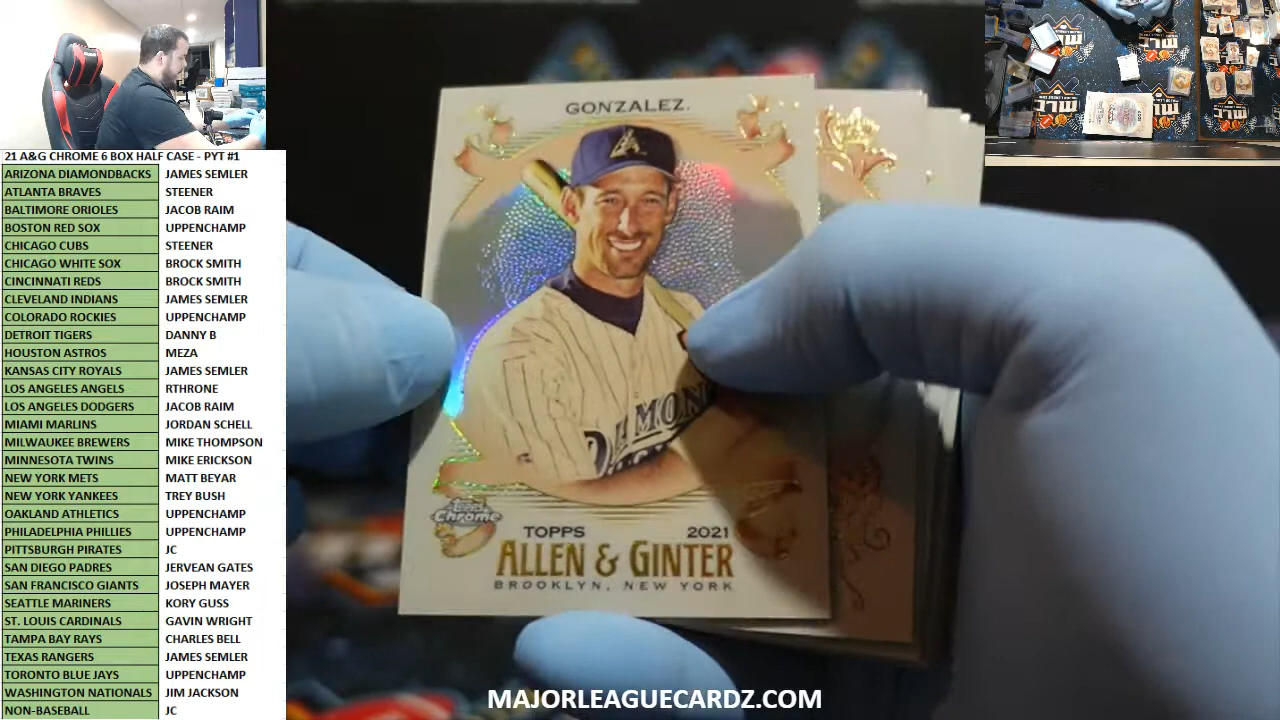 21 A&G CHROME 6 BOX HALF CASE - PYT #1
ARIZONA DIAMONDBACKS JAMES SEMLER
ATLANTA BRAVES STEENER
BALTIMORE ORIOLES JACOB RAIM
BOSTON RED SOX UPPENCHAMP
CHICAGO CUBS STEENER
CHICAGO WHITE SOX BROCK SMITH
CINCINNATI REDS BROCK SMITH
CLEVELAND INDIANS JAMES SEMLER
COLORADO ROCKIES UPPENCHAMP
DETROIT TIGERS DANNY B
HOUSTON ASTROS MEZA
KANSAS CITY ROYALS JAMES SEMLER
LOS ANGELES ANGELS RTHRONE
LOS ANGELES DODGERS JACOB RAIM
MIAMI MARLINS JORDAN SCHELL
MILWAUKEE BREWERS MIKE THOMPSON
MINNESOTA TWINS MIKE ERICKSON
NEW YORK METS MATT BEYAR
NEW YORK YANKEES TREY BUSH
OAKLAND ATHLETICS UPPENCHAMP
PHILADELPHIA PHILLIES UPPENCHAMP
PITTSBURGH PIRATES JC
SAN DIEGO PADRES JERVEAN GATES
SAN FRANCISCO GIANTS JOSEPH MAYER
SEATTLE MARINERS KORY GUSS
ST. LOUIS CARDINALS GAVIN WRIGHT
TAMPA BAY RAYS CHARLES BELL
TEXAS RANGERS JAMES SEMLER
TORONTO BLUE JAYS UPPENCHAMP
WASHINGTON NATIONALS JIM JACKSON
NON-BASEBALL JC
GONZALEZ.
A
DIAMON
Topps
Chrome
TOPPS 2021
ALLEN & GINTER
BROOKLYN, NEW YORK
MAJORLEAGUECARDZ.COM